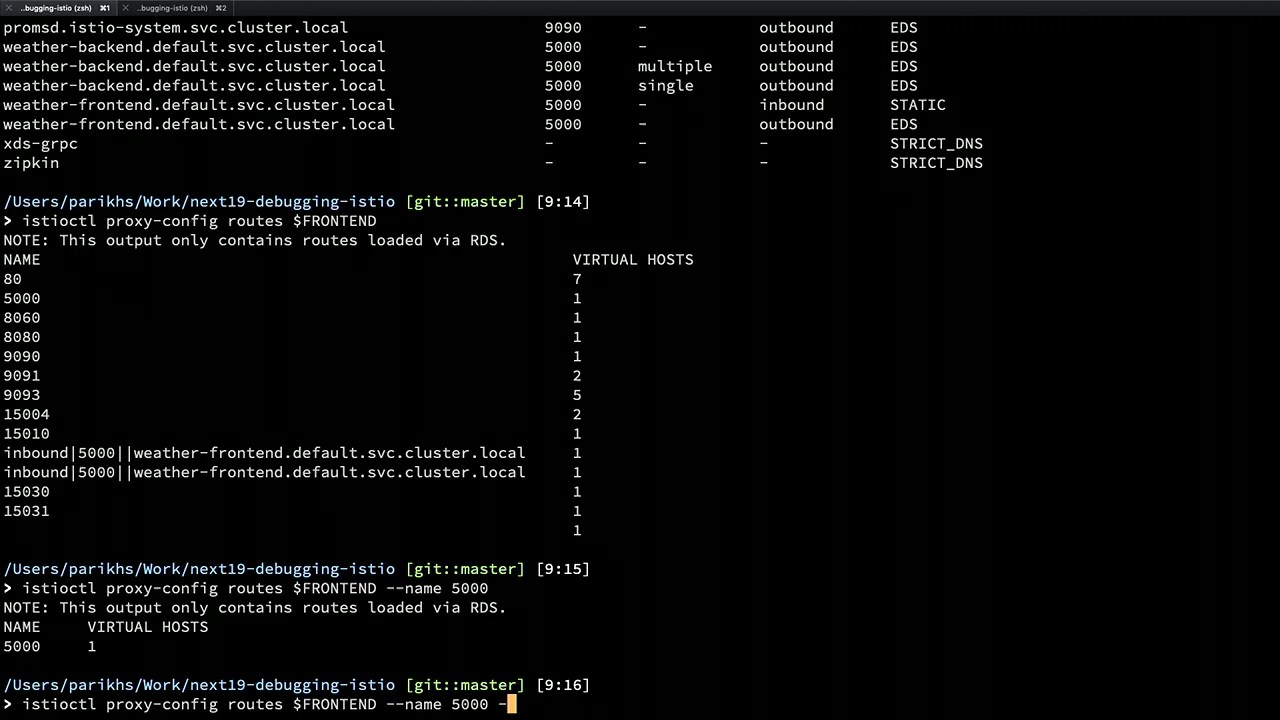 ..bugging-istio (zsh) ⌘1 ..bugging-istio (zsh) ⌘2
promsd.istio-system.svc.cluster.local 9090 - outbound EDS
weather-backend.default.svc.cluster.local 5000 - outbound EDS
weather-backend.default.svc.cluster.local 5000 multiple outbound EDS
weather-backend.default.svc.cluster.local 5000 single outbound EDS
weather-frontend.default.svc.cluster.local 5000 - inbound STATIC
weather-frontend.default.svc.cluster.local 5000 - outbound EDS
xds-grpc - - - STRICT_DNS
zipkin - - - STRICT_DNS
/Users/parikhs/Work/next19-debugging-istio [git::master] [9:14]
> istioctl proxy-config routes $FRONTEND
NOTE: This output only contains routes loaded via RDS.
NAME VIRTUAL HOSTS
80 7
5000 1
8060 1
8080 1
9090 1
9091 2
9093 5
15004 2
15010 1
inbound|5000||weather-frontend.default.svc.cluster.local 1
inbound|5000||weather-frontend.default.svc.cluster.local 1
15030 1
15031 1
1
/Users/parikhs/Work/next19-debugging-istio [git::master] [9:15]
> istioctl proxy-config routes $FRONTEND --name 5000
NOTE: This output only contains routes loaded via RDS.
NAME VIRTUAL HOSTS
5000 1
/Users/parikhs/Work/next19-debugging-istio [git::master] [9:16]
> istioctl proxy-config routes $FRONTEND --name 5000 -